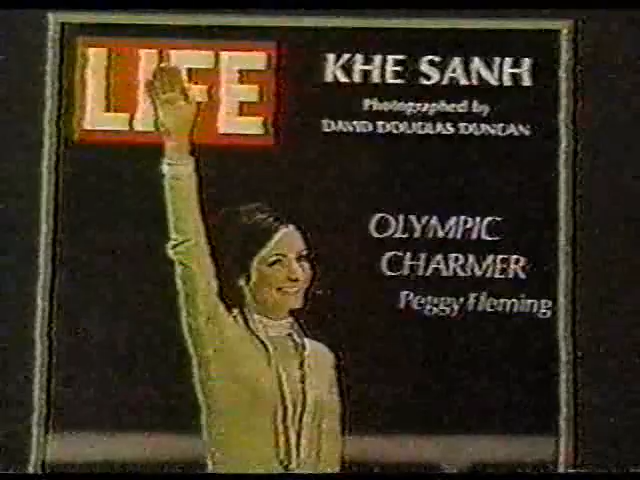 LIFE
KHE SANH
Photographed by
DAVID DOUGLAS DUNCAN
OLYMPIC
CHARMER
Peggy Fleming